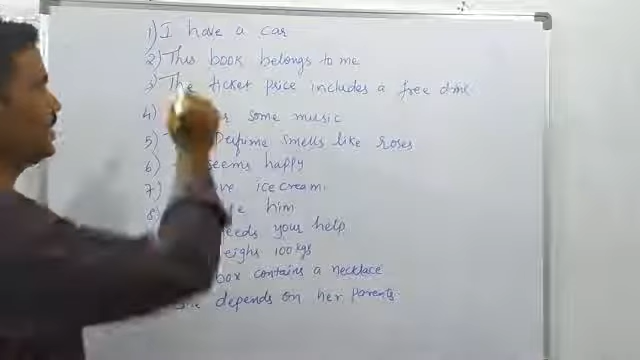 1) I have a car
2) This book belongs to me
3) The ticket price includes a free drink
4) some music
5) Perfume smells like roses
6) seems happy
7) icecream
8) him
needs your help
weighs 100 kgs
box contains a necklace
She depends on her Parents